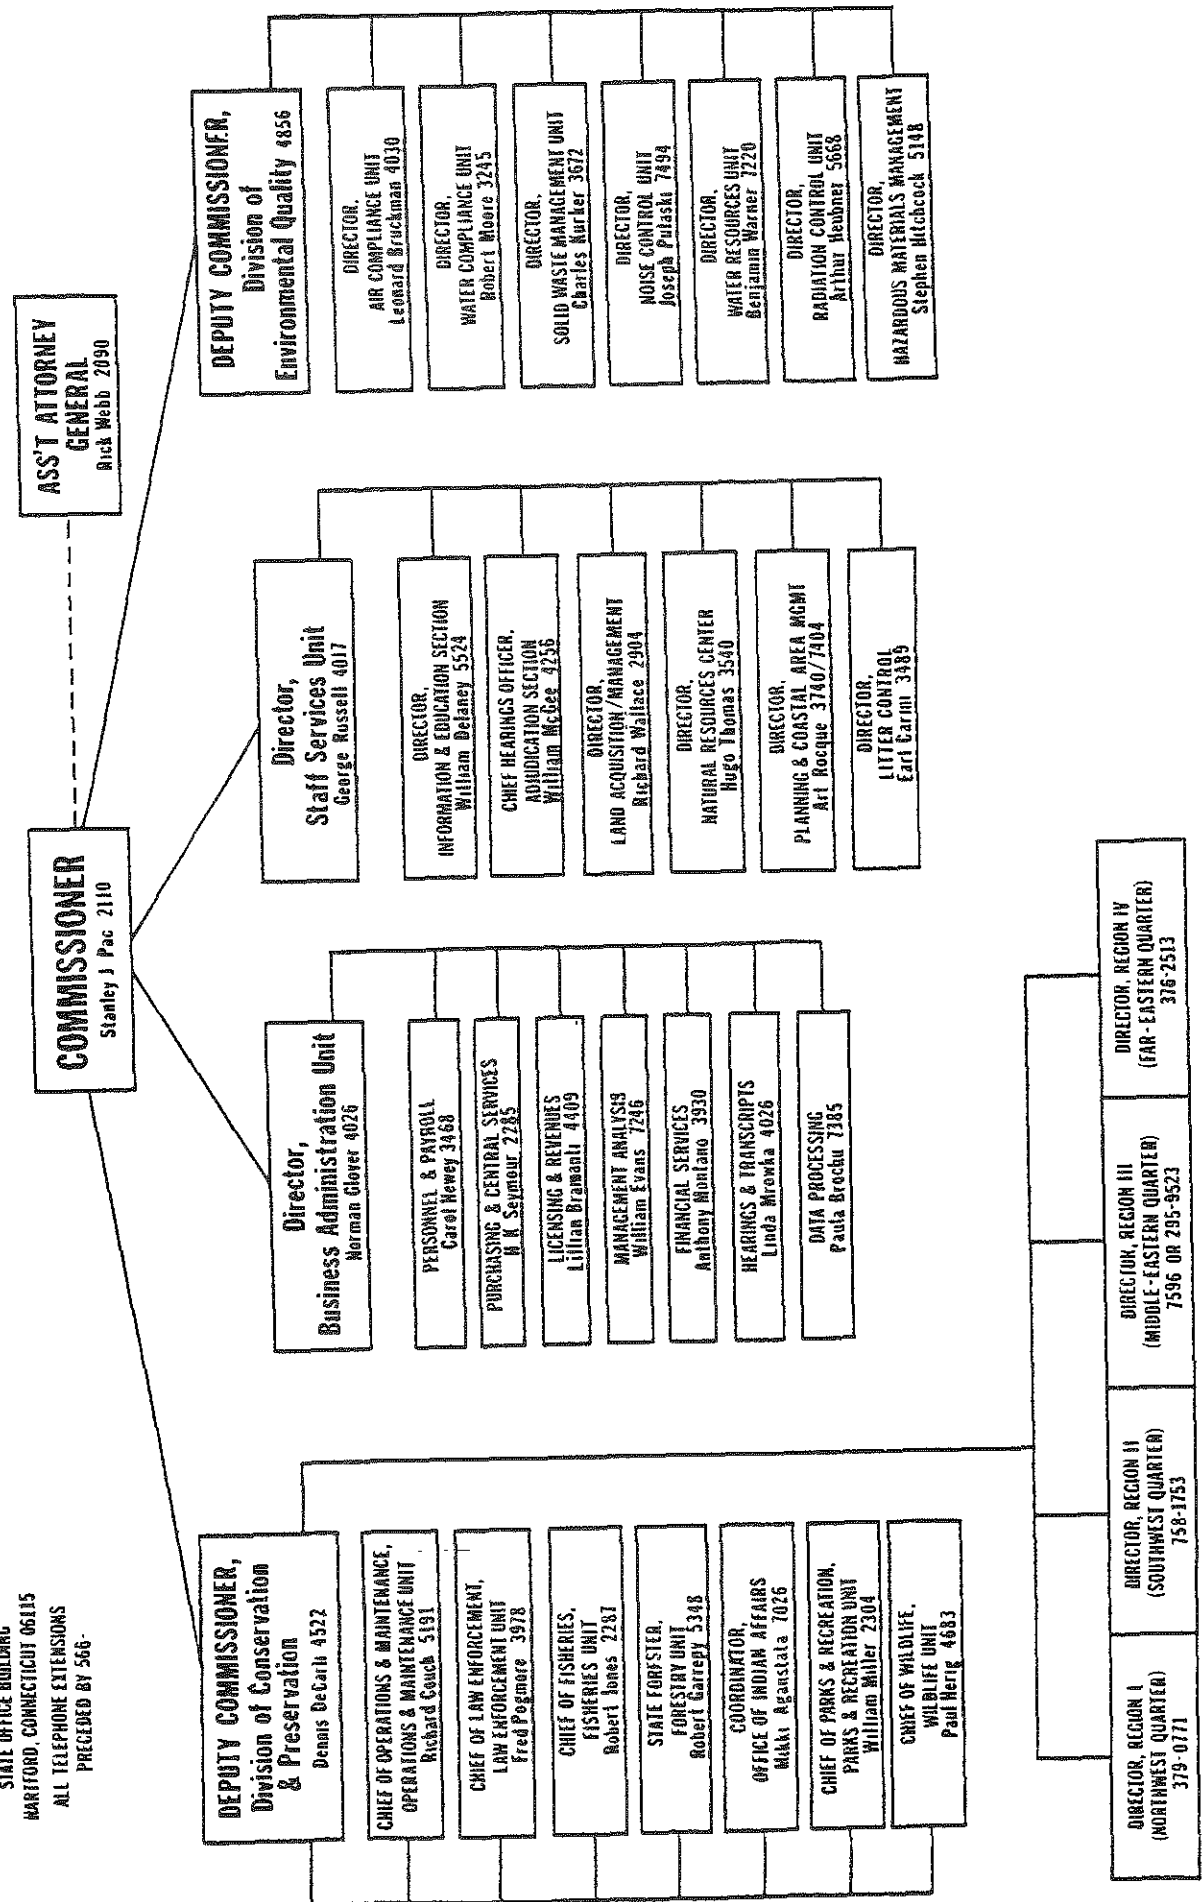 STATE OFFICE BUILDING
HARTFORD, CONNECTICUT 06115
ALL TELEPHONE EXTENSIONS
PRECEDED BY 566-
COMMISSIONER
Stanley J Pac 2110
ASS'T ATTORNEY
GENERAL
Rick Webb 2090
DEPUTY COMMISSIONER,
Division of Conservation
& Preservation
Dennis DeCarli 4522
CHIEF OF OPERATIONS & MAINTENANCE,
OPERATIONS & MAINTENANCE UNIT
Richard Couch 5191
CHIEF OF LAW ENFORCEMENT,
LAW ENFORCEMENT UNIT
Fred Pogmore 3978
CHIEF OF FISHERIES,
FISHERIES UNIT
Robert Jones 2287
STATE FORESTER,
FORESTRY UNIT
Robert Garrepy 5348
COORDINATOR,
OFFICE OF INDIAN AFFAIRS
Mikki Aganstata 7026
CHIEF OF PARKS & RECREATION,
PARKS & RECREATION UNIT
William Miller 2304
CHIEF OF WILDLIFE,
WILDLIFE UNIT
Paul Herig 4683
Director,
Business Administration Unit
Norman Glover 4026
PERSONNEL & PAYROLL
Carol Hewey 3468
PURCHASING & CENTRAL SERVICES
Seymour 2285
LICENSING & REVENUES
Lillian Bramanti 4409
MANAGEMENT ANALYSIS
William Evans 7246
FINANCIAL SERVICES
Anthony Montano 3930
HEARINGS & TRANSCRIPTS
Linda Mrowka 4026
DATA PROCESSING
Paula Brochu 7385
Director,
Staff Services Unit
George Russell 4017
DIRECTOR,
INFORMATION & EDUCATION SECTION
William Delaney 5524
CHIEF HEARINGS OFFICER,
ADJUDICATION SECTION
William McGee 4256
DIRECTOR,
LAND ACQUISITION/MANAGEMENT
Richard Wallace 2904
DIRECTOR,
NATURAL RESOURCES CENTER
Hugo Thomas 3540
DIRECTOR,
PLANNING & COASTAL AREA MGMT
Art Rocque 3740/7404
DIRECTOR,
LITTER CONTROL
Earl Carini 3489
DEPUTY COMMISSIONER,
Division of
Environmental Quality 4856
DIRECTOR,
AIR COMPLIANCE UNIT
Leonard Bruckman 4030
DIRECTOR,
WATER COMPLIANCE UNIT
Robert Moore 3245
DIRECTOR,
SOLID WASTE MANAGEMENT UNIT
Charles Kurker 3672
DIRECTOR,
NOISE CONTROL UNIT
Joseph Pulaski 7494
DIRECTOR,
WATER RESOURCES UNIT
Benjamin Warner 7220
DIRECTOR,
RADIATION CONTROL UNIT
Arthur Heubner 5668
DIRECTOR,
HAZARDOUS MATERIALS MANAGEMENT
Stephen Hitchcock 5148
DIRECTOR, REGION I
(NORTHWEST QUARTER)
379-0771
DIRECTOR, REGION II
(SOUTHWEST QUARTER)
758-1753
DIRECTOR, REGION III
(MIDDLE-EASTERN QUARTER)
7596 OR 295-9523
DIRECTOR, REGION IV
(FAR-EASTERN QUARTER)
376-2513